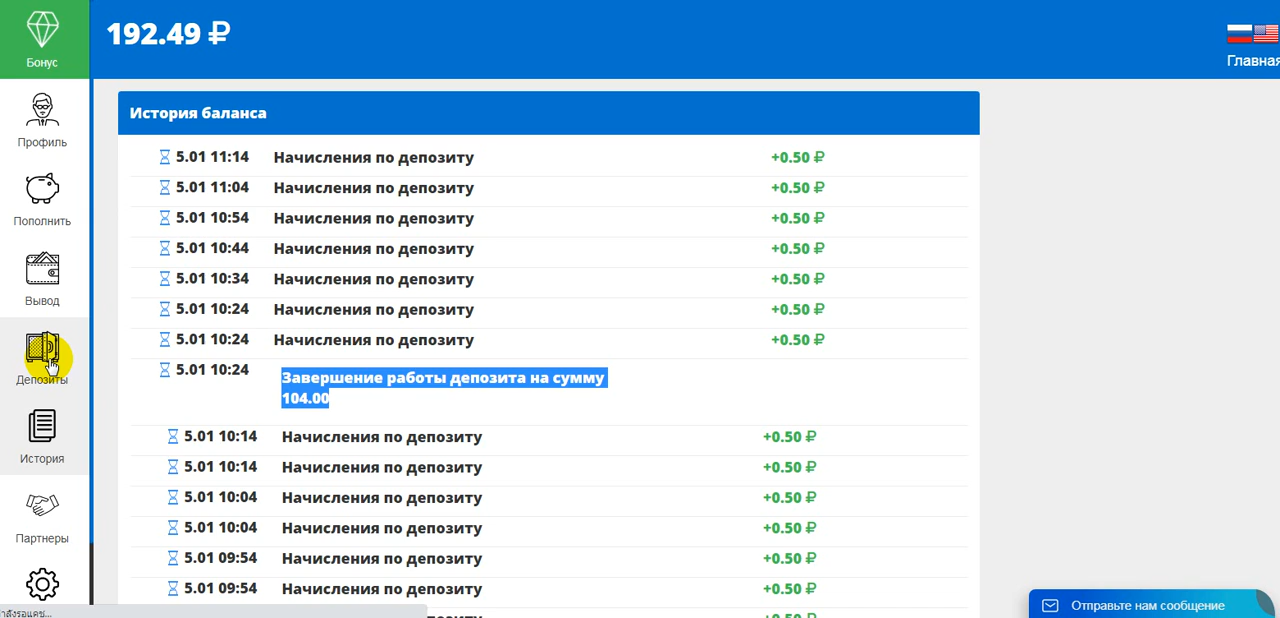 192.49 ₽
Бонус
Главная
Профиль
Пополнить
Вывод
Депозиты
История
Партнеры
История баланса
5.01 11:14 Начисления по депозиту +0.50 ₽
5.01 11:04 Начисления по депозиту +0.50 ₽
5.01 10:54 Начисления по депозиту +0.50 ₽
5.01 10:44 Начисления по депозиту +0.50 ₽
5.01 10:34 Начисления по депозиту +0.50 ₽
5.01 10:24 Начисления по депозиту +0.50 ₽
5.01 10:24 Начисления по депозиту +0.50 ₽
5.01 10:24 Завершение работы депозита на сумму
104.00
5.01 10:14 Начисления по депозиту +0.50 ₽
5.01 10:14 Начисления по депозиту +0.50 ₽
5.01 10:04 Начисления по депозиту +0.50 ₽
5.01 10:04 Начисления по депозиту +0.50 ₽
5.01 09:54 Начисления по депозиту +0.50 ₽
5.01 09:54 Начисления по депозиту +0.50 ₽
Отправьте нам сообщение